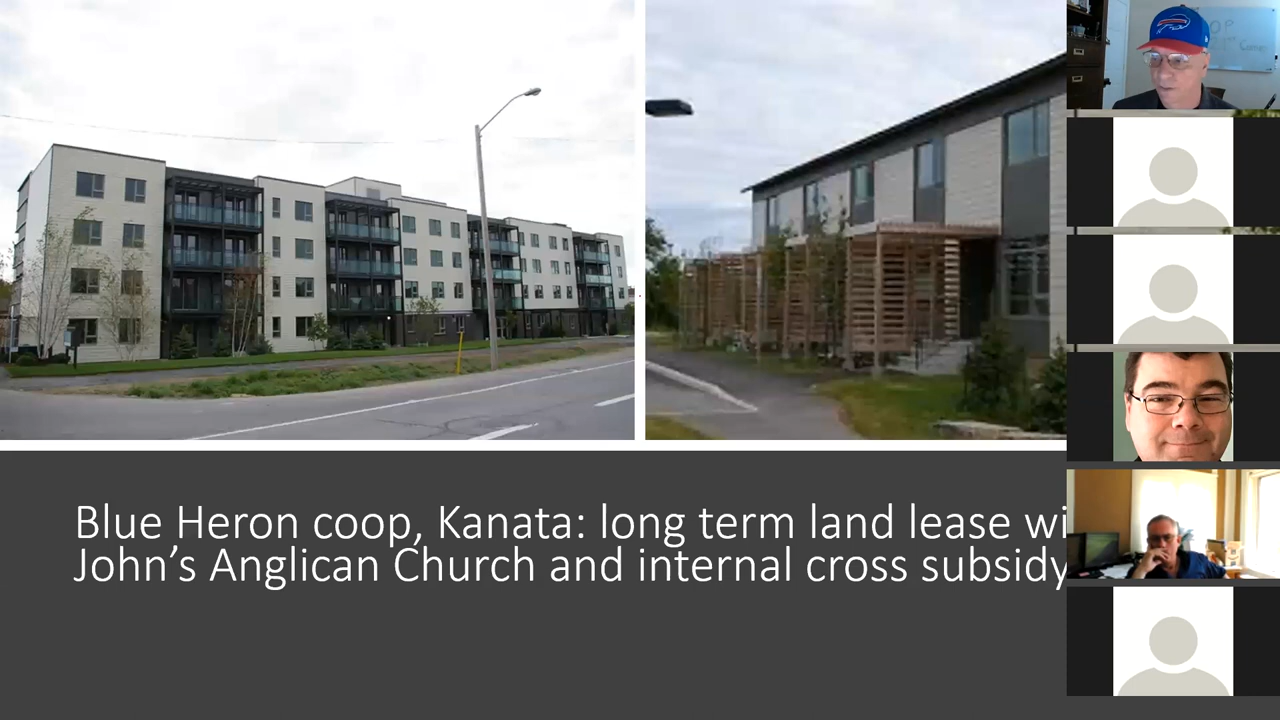 Blue Heron coop, Kanata: long term land lease wi
John’s Anglican Church and internal cross subsidy